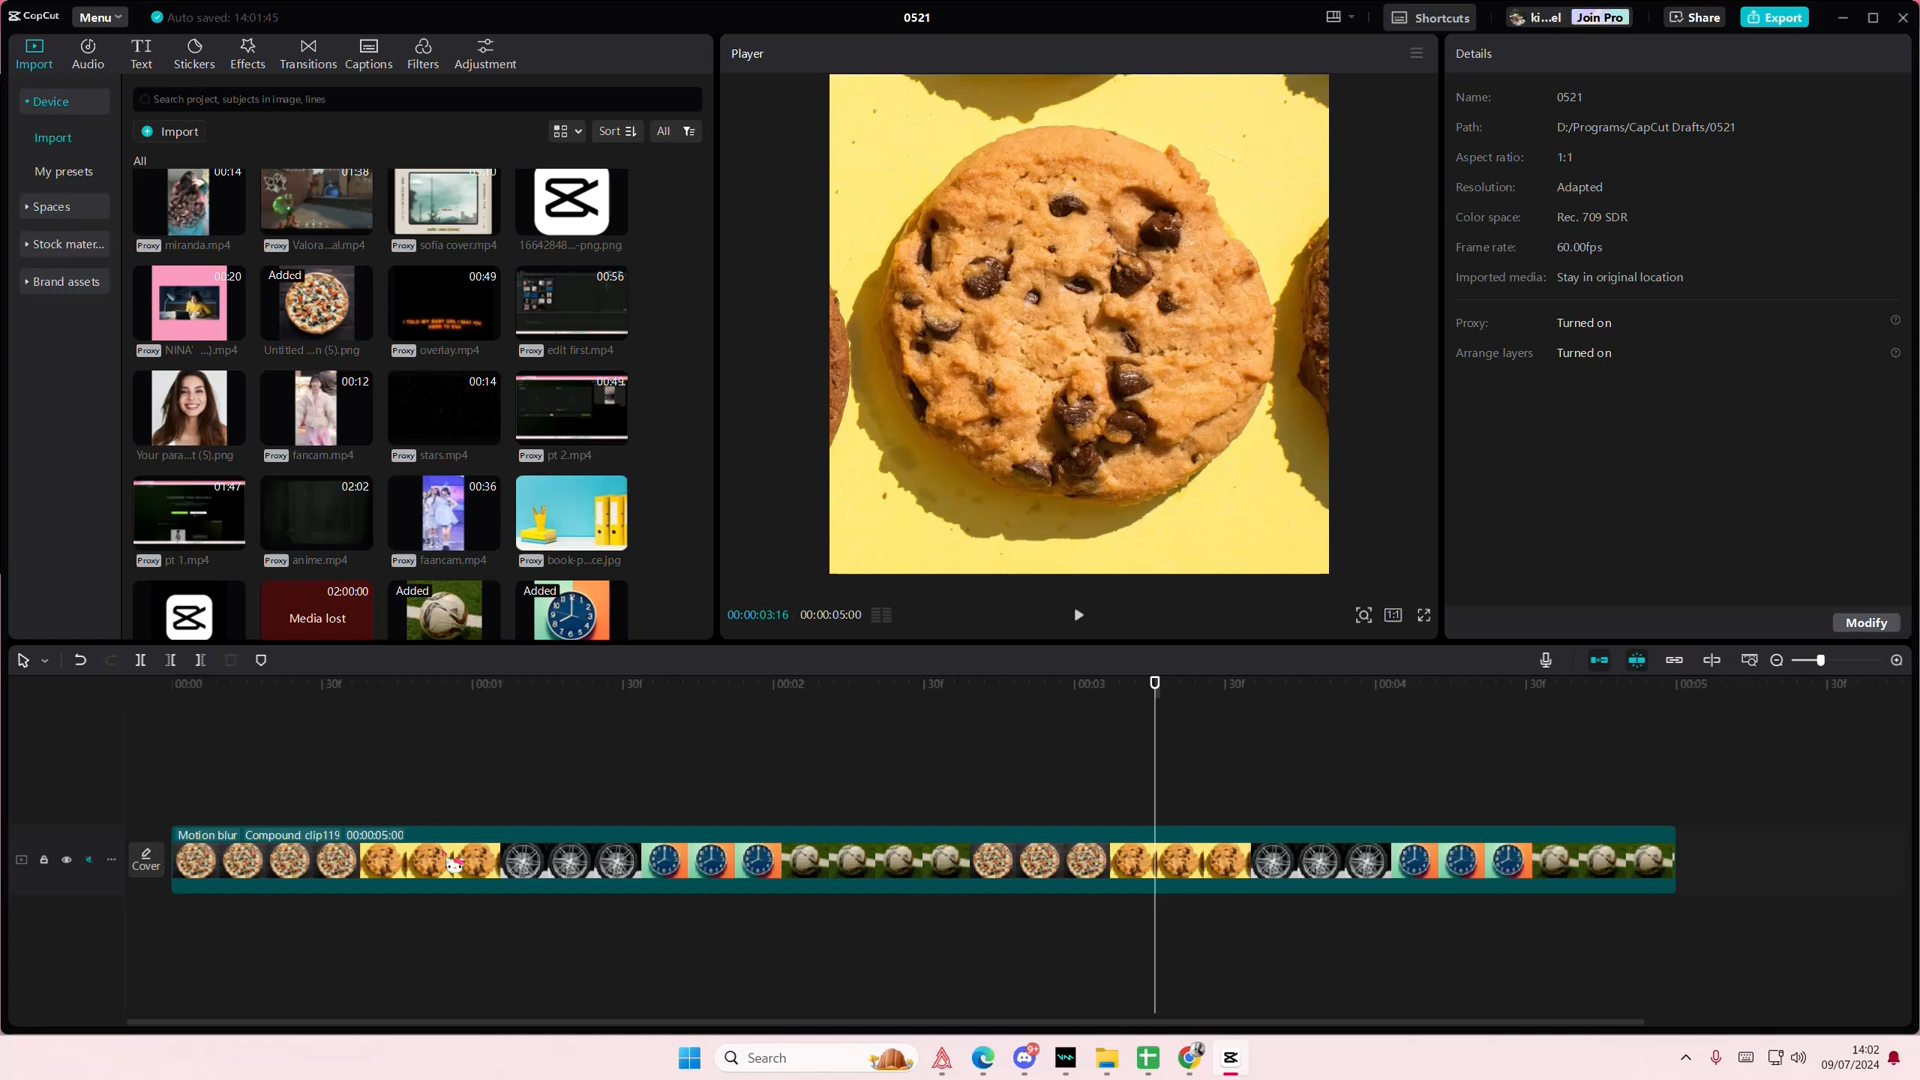 CapCut
Menu
Auto saved: 14:01:45
0521
Shortcuts
ki...el
Join Pro
Share
Export
Import
Audio
Text
Stickers
Effects
Transitions
Captions
Filters
Adjustment
Device
Import
My presets
Spaces
Stock mater...
Brand assets
Search project, subjects in image, lines
Import
Sort
All
All
00:14
01:38
Proxy miranda.mp4
Proxy Valora...al.mp4
Proxy sofia cover.mp4
16642848...-png.png
00:20
Added
00:49
00:56
Proxy NINA' ...).mp4
Untitled ...n (5).png
Proxy overlay.mp4
Proxy edit first.mp4
00:12
00:14
00:49
Your para...t (5).png
Proxy fancam.mp4
Proxy stars.mp4
Proxy pt 2.mp4
01:47
02:02
00:36
Proxy pt 1.mp4
Proxy anime.mp4
Proxy faancam.mp4
Proxy book-p...ce.jpg
02:00:00
Media lost
Added
Added
Player
00:00:03:16
00:00:05:00
1:1
Details
Name: 0521
Path: D:/Programs/CapCut Drafts/0521
Aspect ratio: 1:1
Resolution: Adapted
Color space: Rec. 709 SDR
Frame rate: 60.00fps
Imported media: Stay in original location
Proxy: Turned on
Arrange layers Turned on
Modify
00:00
30f
00:01
30f
00:02
30f
00:03
30f
00:04
30f
00:05
30f
Cover
Motion blur Compound clip119 00:00:05:00
Search
9+
14:02
09/07/2024